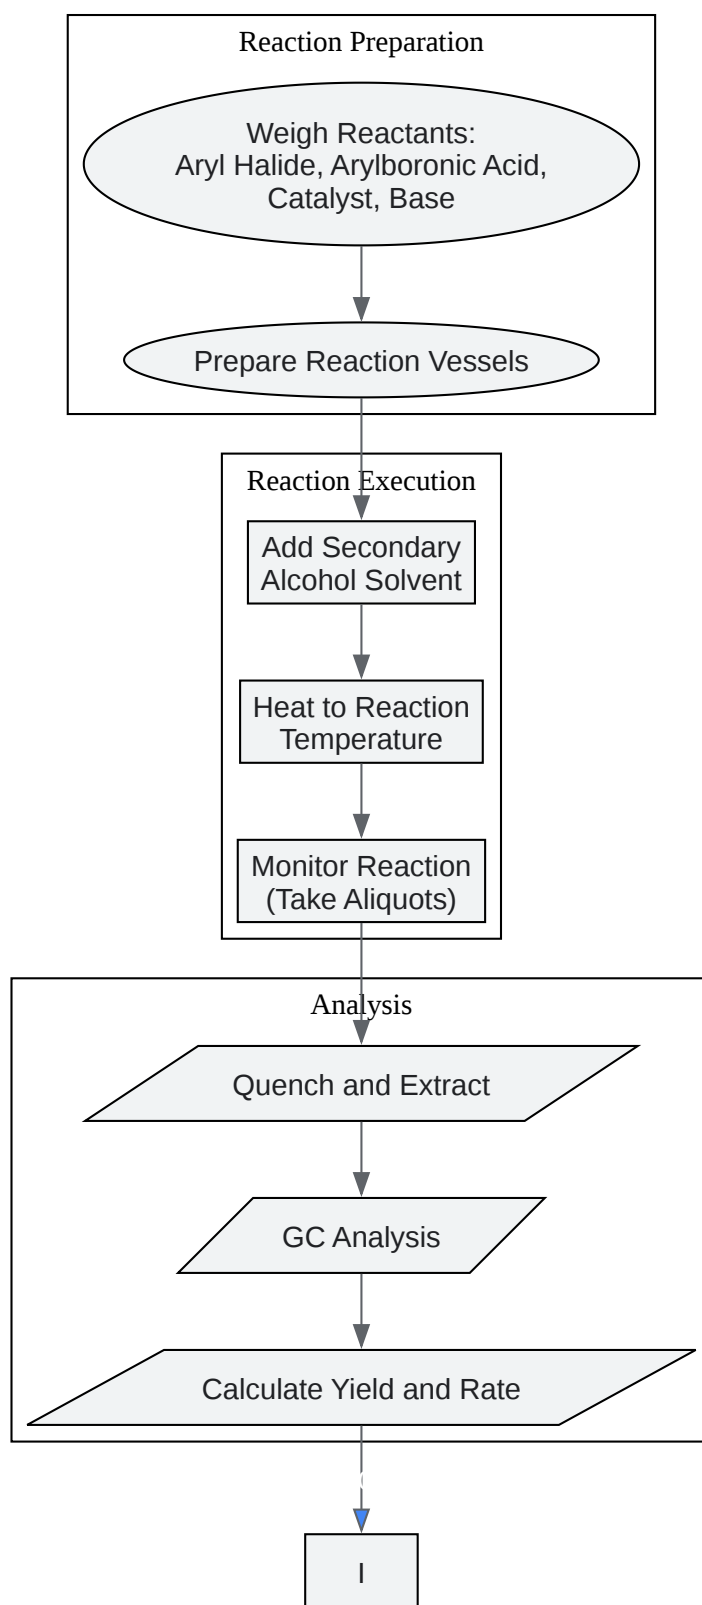 Reaction Preparation
Weigh Reactants:
Aryl Halide, Arylboronic Acid,
Catalyst, Base
Prepare Reaction Vessels
Reaction Execution
Add Secondary
Alcohol Solvent
Heat to Reaction
Temperature
Monitor Reaction
(Take Aliquots)
Analysis
Quench and Extract
GC Analysis
Calculate Yield and Rate
I